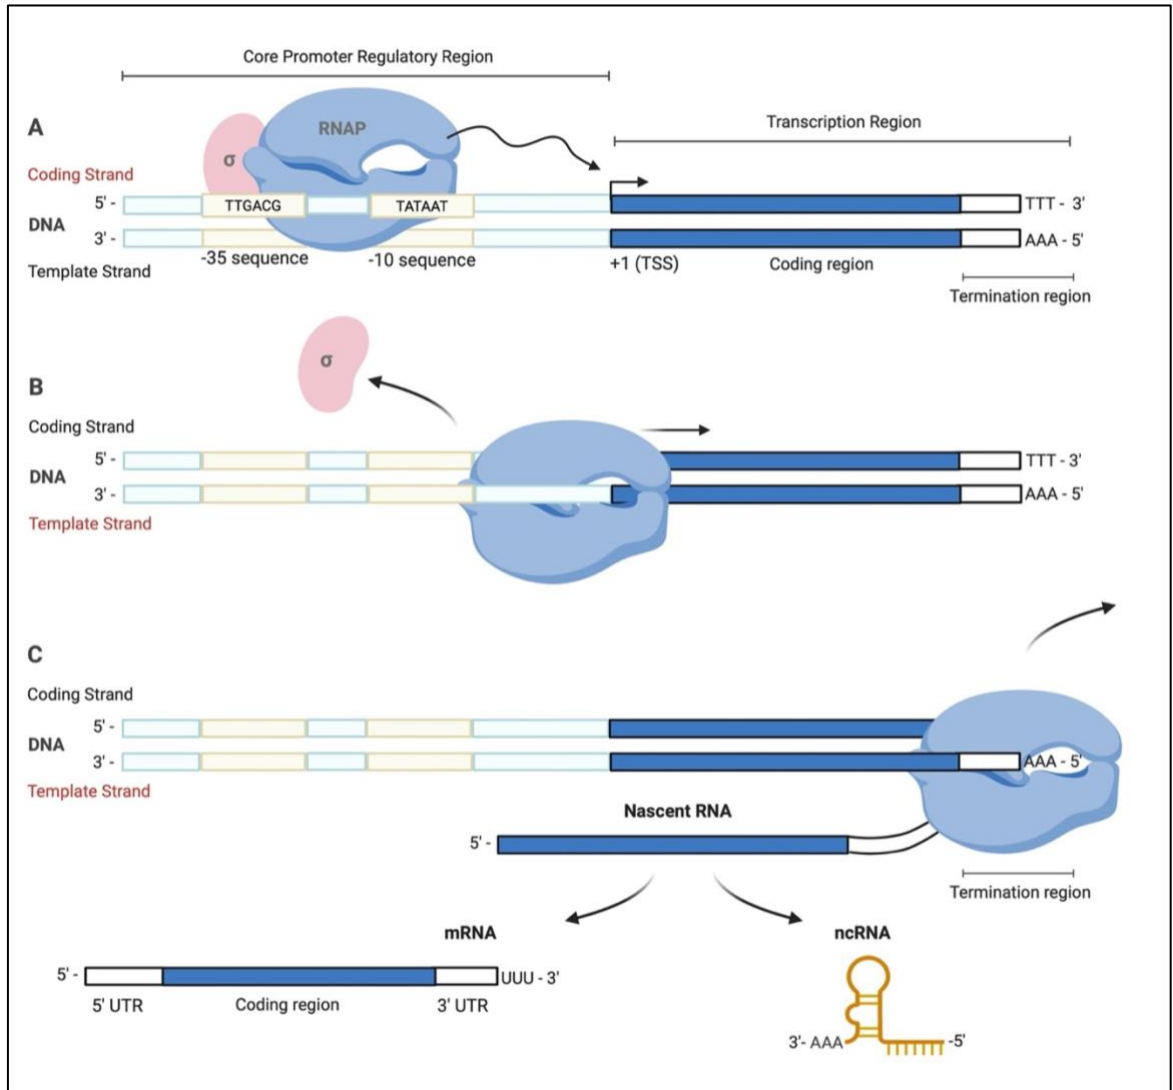 Core Promoter Regulatory Region
A
RNAP
Transcription Region
σ
Coding Strand
5' - TTGACG TATAAT TTT - 3'
DNA
3' - AAA - 5'
-35 sequence -10 sequence +1 (TSS) Coding region
Template Strand
Termination region
σ
B
Coding Strand
5' - TTT - 3'
DNA
3' - AAA - 5'
Template Strand
C
Coding Strand
5' -
DNA
3' - AAA - 5'
Template Strand
Nascent RNA
5' -
Termination region
mRNA ncRNA
5' - UUU - 3'
5' UTR Coding region 3' UTR
3'- AAA -5'